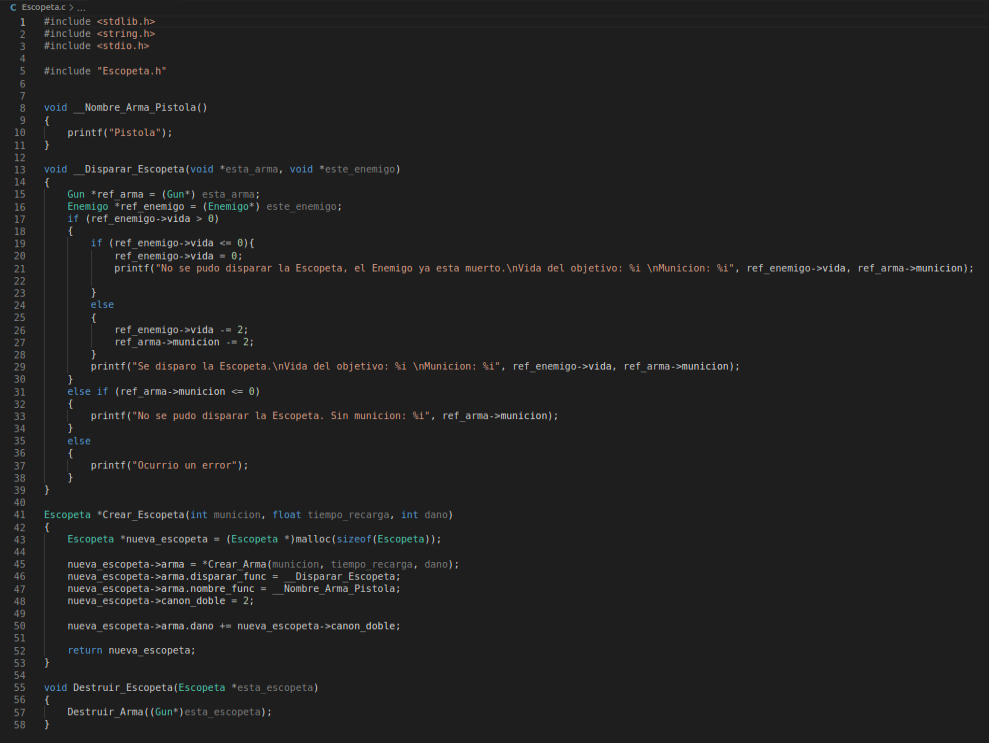 C Escopeta.c > ...
1 #include <stdlib.h>
2 #include <string.h>
3 #include <stdio.h>
4
5 #include "Escopeta.h"
6
7
8 void __Nombre_Arma_Pistola()
9 {
10     printf("Pistola");
11 }
12
13 void __Disparar_Escopeta(void *esta_arma, void *este_enemigo)
14 {
15     Gun *ref_arma = (Gun*) esta_arma;
16     Enemigo *ref_enemigo = (Enemigo*) este_enemigo;
17     if (ref_enemigo->vida > 0)
18     {
19         if (ref_enemigo->vida <= 0){
20             ref_enemigo->vida = 0;
21             printf("No se pudo disparar la Escopeta, el Enemigo ya esta muerto.\nVida del objetivo: %i \nMunicion: %i", ref_enemigo->vida, ref_arma->municion);
22
23         }
24         else
25         {
26             ref_enemigo->vida -= 2;
27             ref_arma->municion -= 2;
28         }
29         printf("Se disparo la Escopeta.\nVida del objetivo: %i \nMunicion: %i", ref_enemigo->vida, ref_arma->municion);
30     }
31     else if (ref_arma->municion <= 0)
32     {
33         printf("No se pudo disparar la Escopeta. Sin municion: %i", ref_arma->municion);
34     }
35     else
36     {
37         printf("Ocurrio un error");
38     }
39 }
40
41 Escopeta *Crear_Escopeta(int municion, float tiempo_recarga, int dano)
42 {
43     Escopeta *nueva_escopeta = (Escopeta *)malloc(sizeof(Escopeta));
44
45     nueva_escopeta->arma = *Crear_Arma(municion, tiempo_recarga, dano);
46     nueva_escopeta->arma.disparar_func = __Disparar_Escopeta;
47     nueva_escopeta->arma.nombre_func = __Nombre_Arma_Pistola;
48     nueva_escopeta->canon_doble = 2;
49
50     nueva_escopeta->arma.dano += nueva_escopeta->canon_doble;
51
52     return nueva_escopeta;
53 }
54
55 void Destruir_Escopeta(Escopeta *esta_escopeta)
56 {
57     Destruir_Arma((Gun*)esta_escopeta);
58 }